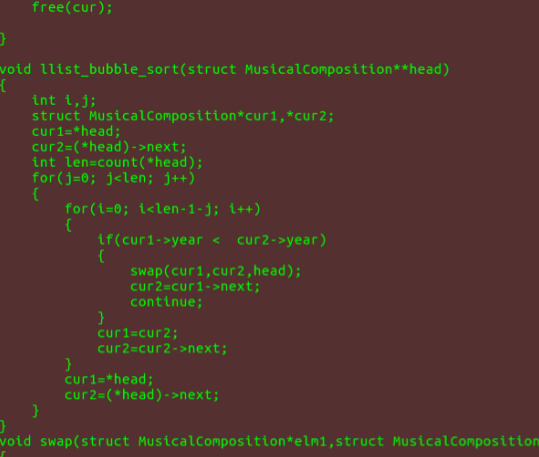 free(cur);
}
void llist_bubble_sort(struct MusicalComposition**head)
{
    int i,j;
    struct MusicalComposition*cur1,*cur2;
    cur1=*head;
    cur2=(*head)->next;
    int len=count(*head);
    for(j=0; j<len; j++)
    {
        for(i=0; i<len-1-j; i++)
        {
            if(cur1->year <  cur2->year)
            {
                swap(cur1,cur2,head);
                cur2=cur1->next;
                continue;
            }
            cur1=cur2;
            cur2=cur2->next;
        }
        cur1=*head;
        cur2=(*head)->next;
    }
}
void swap(struct MusicalComposition*elm1,struct MusicalComposition
{